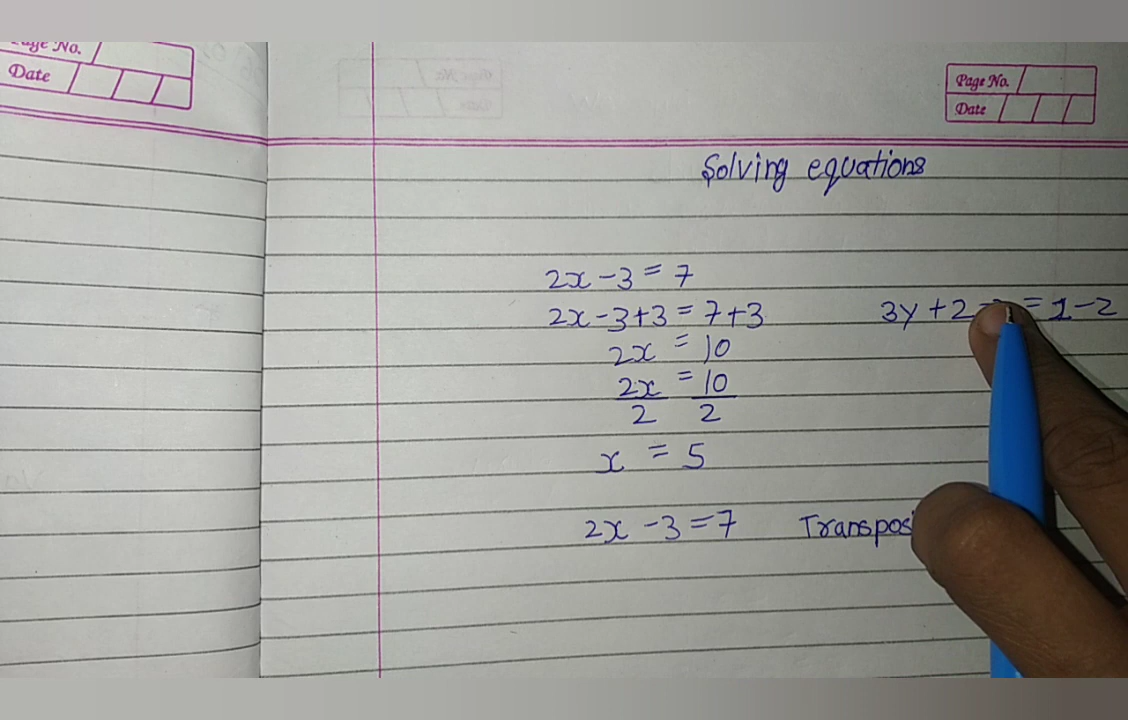 Page No.
Date
Page No.
Date
Solving equations
2x - 3 = 7
2x - 3 + 3 = 7 + 3
3y + 2 - = 1 - 2
2x = 10
2x = 10
2 2
x = 5
2x - 3 = 7 Transpos